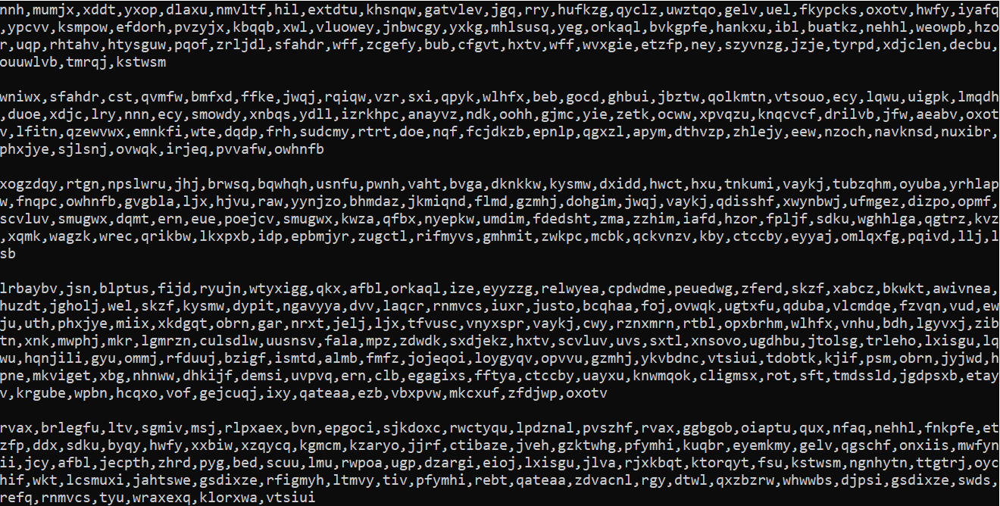 nnh,mumjx,xddt,yxop,dlaxu,nmvltf,hil,extdtu,khsnqw,gatvlev,jgq,rry,hufkzg,qyclz,uwztqo,gelv,uel,fkypcks,oxotv,hwfy,iyafq
,ypcvv,ksmpow,efdorh,pvzyjx,kbqqb,xwl,vluowey,jnbwcgy,yxkg,mhlsusq,yeg,orkaql,bvkgpfe,hankxu,ibl,buatkz,nehhl,weowpb,hzo
r,uqp,rhtahv,htysguw,pqof,zrljdl,sfahdr,wff,zcgefy,bub,cfgvt,hxtv,wff,wvxgie,etzfp,ney,szyvnzg,jzje,tyrpd,xdjclen,decbu,
ouuwlvb,tmrqj,kstwsm

wniwx,sfahdr,cst,qvmfw,bmfxd,ffke,jwqj,rqiqw,vzr,sxi,qpyk,wlhfx,beb,gocd,ghbui,jbztw,qolkmtn,vtsouo,ecy,lqwu,uigpk,lmqdh
,duoe,xdjc,lry,nnn,ecy,smowdy,xnbqs,ydll,izrkhpc,anayvz,ndk,oohh,gjmc,yie,zetk,ocww,xpvqzu,knqcvcf,drilvb,jfw,aeabv,oxot
v,lfitn,qzewvwx,emnkfi,wte,dqdp,frh,sudcmy,rtrt,doe,nqf,fcjdkzb,epnlp,qgxzl,apym,dthvzp,zhlejy,eew,nzoch,navknsd,nuxibr,
phxjye,sjlsnj,ovwqk,irjeq,pvvafw,owhnfb

xogzdqy,rtgn,npslwru,jhj,brwsq,bqwhqh,usnfu,pwnh,vaht,bvga,dknkkw,kysmw,dxidd,hwct,hxu,tnkumi,vaykj,tubzqhm,oyuba,yrhlap
w,fnqpc,owhnfb,gvgbla,ljx,hjvu,raw,yynjzo,bhmdaz,jkmiqnd,flmd,gzmhj,dohgim,jwqj,vaykj,qdisshf,xwynbwj,ufmgez,dizpo,opmf,
scvluv,smugwx,dqmt,ern,eue,poejcv,smugwx,kwza,qfbx,nyepkw,umdim,fdedsht,zma,zzhim,iafd,hzor,fpljf,sdku,wghhlga,qgtrz,kvz
,xqmk,wagzk,wrec,qrikbw,lkxpxb,idp,epbmjyr,zugctl,rifmyvs,gmhmit,zwkpc,mcbk,qckvnzv,kby,ctccby,eyyaj,omlqxfg,pqivd,llj,l
sb

lrbaybv,jsn,blptus,fijd,ryujn,wtyxigg,qkx,afbl,orkaql,ize,eyyzzg,relwyea,cpdwdme,peuedwg,zferd,skzf,xabcz,bkwkt,awivnea,
huzdt,jgholj,wel,skzf,kysmw,dypit,ngavyya,dvv,laqcr,rnmvcs,iuxr,justo,bcqhaa,foj,ovwqk,ugtxfu,qduba,vlcmdqe,fzvqn,vud,ew
ju,uth,phxjye,miix,xkdgqt,obrn,gar,nrxt,jelj,ljx,tfvusc,vnyxspr,vaykj,cwy,rznxmrn,rtbl,opxbrhm,wlhfx,vnhu,bdh,lgyvxj,zib
tn,xnk,mwphj,mkr,lgmrzn,culsdlw,uusnsv,fala,mpz,zdwdk,sxdjekz,hxtv,scvluv,uvs,sxtl,xnsovo,ugdhbu,jtolsg,trleho,lxisgu,lq
wu,hqnjili,gyu,ommj,rfduuj,bzigf,ismtd,almb,fmfz,jojeqoi,loygyqv,opvvu,gzmhj,ykvbdnc,vtsiui,tdobtk,kjif,psm,obrn,jyjwd,h
pne,mkviget,xbg,nhnww,dhkijf,demsi,uvpvq,ern,clb,egagixs,fftya,ctccby,uayxu,knwmqok,cligmsx,rot,sft,tmdssld,jgdpsxb,etay
v,krgube,wpbn,hcqxo,vof,gejcuqj,ixy,qateaa,ezb,vbxpvw,mkcxuf,zfdjwp,oxotv

rvax,brlegfu,ltv,sgmiv,msj,rlpxaex,bvn,epgoci,sjkdoxc,rwctyqu,lpdznal,pvszhf,rvax,ggbgob,oiaptu,qux,nfaq,nehhl,fnkpfe,et
zfp,ddx,sdku,byqy,hwfy,xxbiw,xzqycq,kgmcm,kzaryo,jjrf,ctibaze,jveh,gzktwhg,pfymhi,kuqbr,eyemkmy,gelv,qgschf,onxiis,mwfyn
ii,jcy,afbl,jecpth,zhrd,pyg,bed,scuu,lmu,rwpoa,ugp,dzargi,eioj,lxisgu,jlva,rjxkbqt,ktorqyt,fsu,kstwsm,ngnhytn,ttgtrj,oyc
hif,wkt,lcsmuxi,jahtswe,gsdixze,rfigmyh,ltmvy,tiv,pfymhi,rebt,qateaa,zdvacnl,rgy,dtwl,qxzbzrw,whwwbs,djpsi,gsdixze,swds,
refq,rnmvcs,tyu,wraxexq,klorxwa,vtsiui